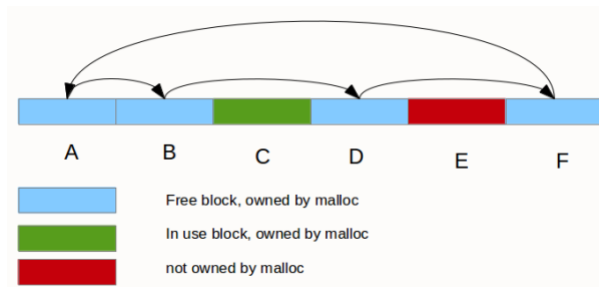 A B C D E F
Free block, owned by malloc
In use block, owned by malloc
not owned by malloc